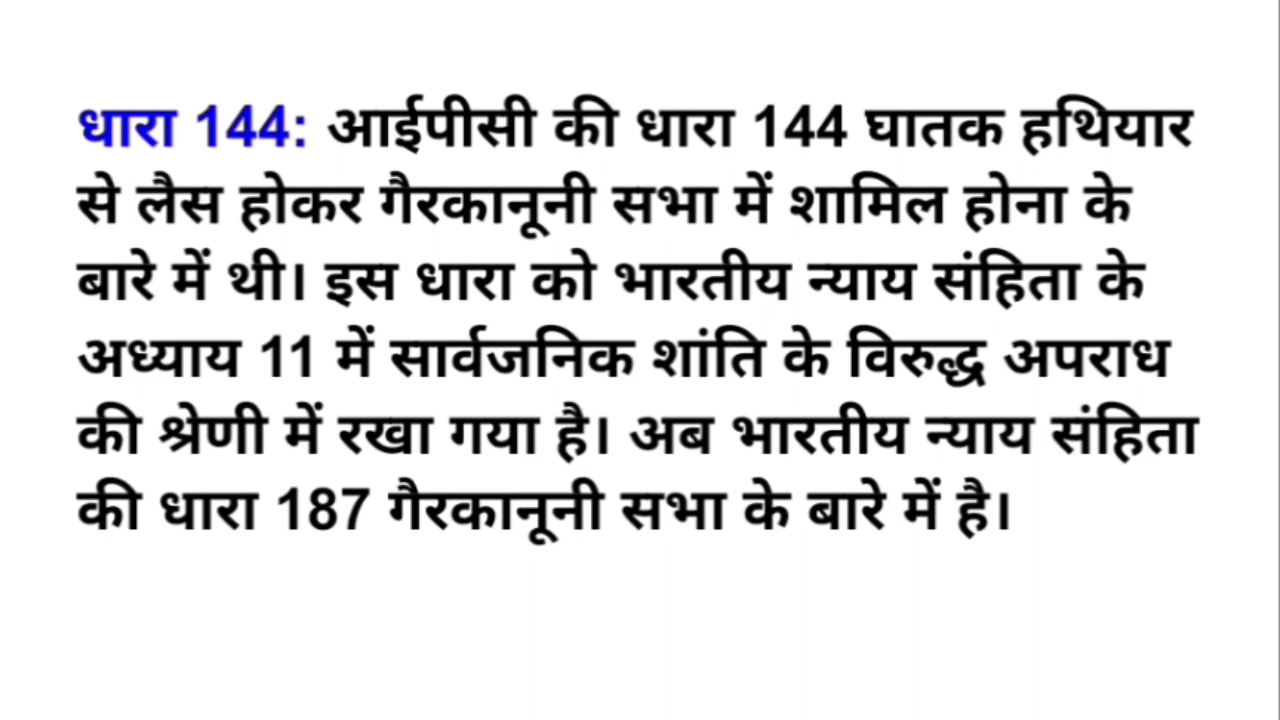 धारा 144: आईपीसी की धारा 144 घातक हथियार
से लैस होकर गैरकानूनी सभा में शामिल होना के
बारे में थी। इस धारा को भारतीय न्याय संहिता के
अध्याय 11 में सार्वजनिक शांति के विरुद्ध अपराध
की श्रेणी में रखा गया है। अब भारतीय न्याय संहिता
की धारा 187 गैरकानूनी सभा के बारे में है।